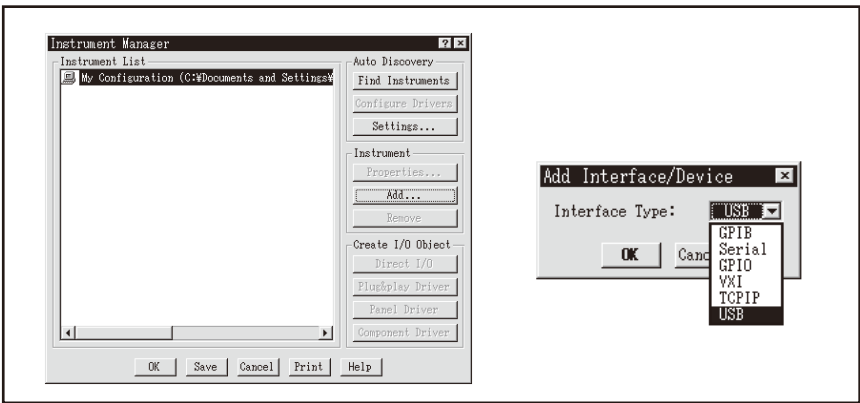 Instrument Manager
Instrument List
My Configuration (C:¥Documents and Settings¥
Auto Discovery
Find Instruments
Configure Drivers
Settings...
Instrument
Properties...
Add...
Remove
Create I/O Object
Direct I/O
Plug&play Driver
Panel Driver
Component Driver
OK
Save
Cancel
Print
Help
Add Interface/Device
Interface Type:
USB
GPIB
Serial
GPIO
VXI
TCPIP
USB
OK
Canc